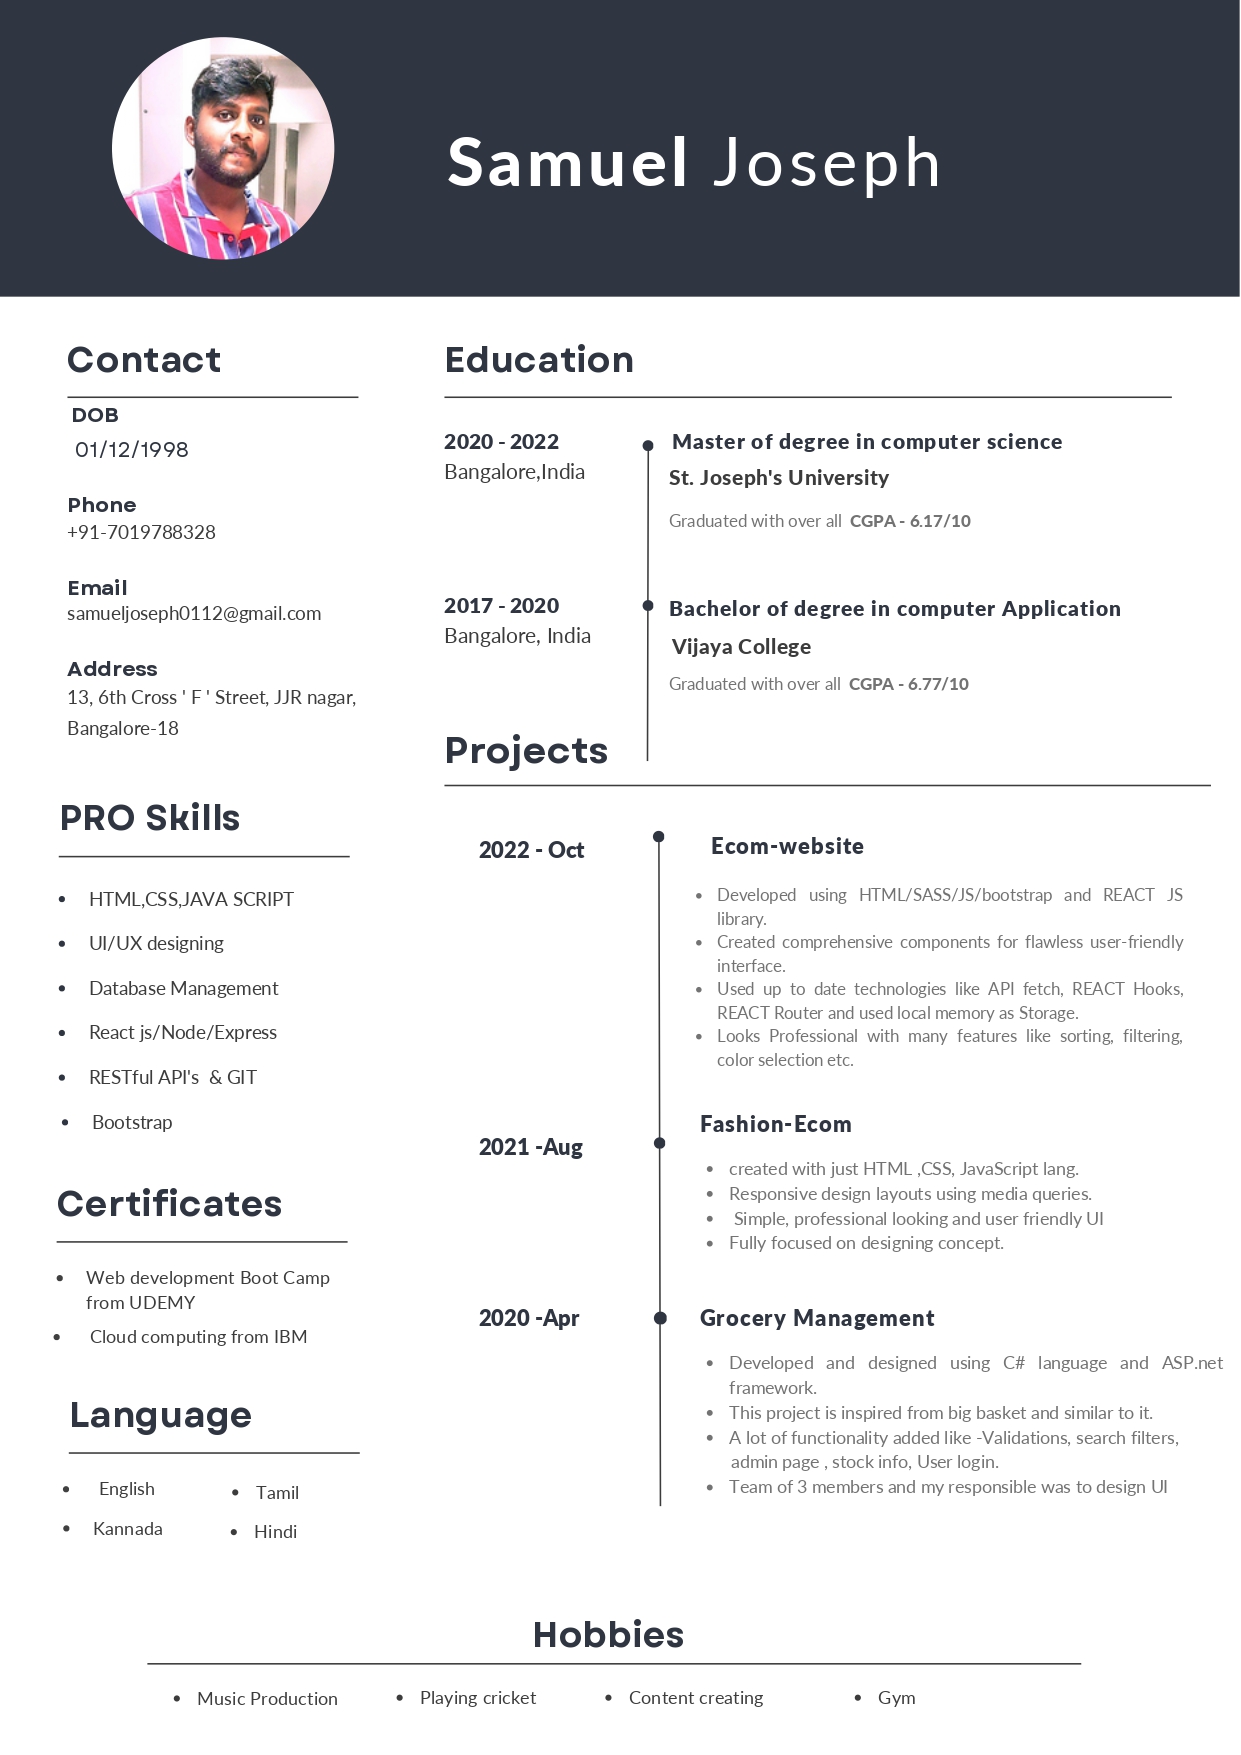 Samuel Joseph
Contact
DOB
01/12/1998
Phone
+91-7019788328
Email
samueljoseph0112@gmail.com
Address
13, 6th Cross ' F ' Street, JJR nagar,
Bangalore-18
PRO Skills
• HTML,CSS,JAVA SCRIPT
• UI/UX designing
• Database Management
• React js/Node/Express
• RESTful API's & GIT
• Bootstrap
Certificates
• Web development Boot Camp
from UDEMY
• Cloud computing from IBM
Language
• English
• Tamil
• Kannada
• Hindi
Education
2020 - 2022
Bangalore,India
Master of degree in computer science
St. Joseph's University
Graduated with over all CGPA - 6.17/10
2017 - 2020
Bangalore, India
Bachelor of degree in computer Application
Vijaya College
Graduated with over all CGPA - 6.77/10
Projects
2022 - Oct
Ecom-website
• Developed using HTML/SASS/JS/bootstrap and REACT JS
library.
• Created comprehensive components for flawless user-friendly
interface.
• Used up to date technologies like API fetch, REACT Hooks,
REACT Router and used local memory as Storage.
• Looks Professional with many features like sorting, filtering,
color selection etc.
2021 -Aug
Fashion-Ecom
• created with just HTML ,CSS, JavaScript lang.
• Responsive design layouts using media queries.
• Simple, professional looking and user friendly UI
• Fully focused on designing concept.
2020 -Apr
Grocery Management
• Developed and designed using C# language and ASP.net
framework.
• This project is inspired from big basket and similar to it.
• A lot of functionality added like -Validations, search filters,
admin page , stock info, User login.
• Team of 3 members and my responsible was to design UI
Hobbies
• Music Production
• Playing cricket
• Content creating
• Gym